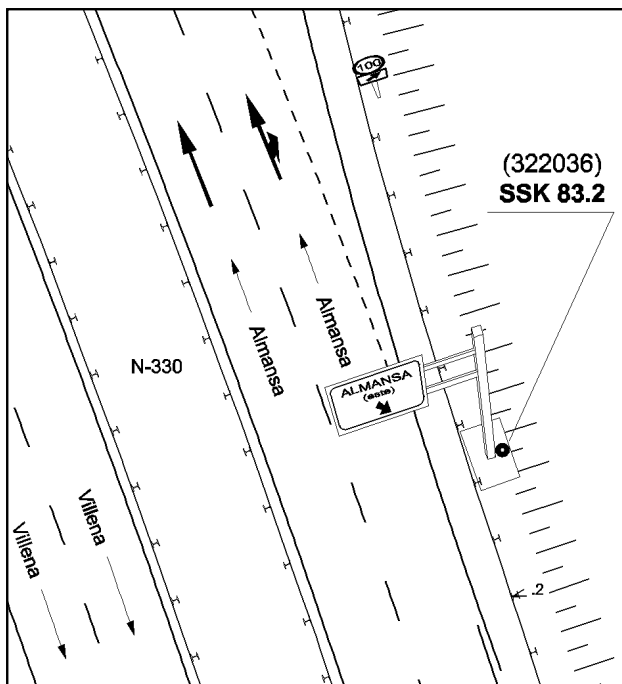 100
(322036)
SSK 83.2
Almansa
Almansa
N-330
ALMANSA
(este)
Villena
Villena
.2